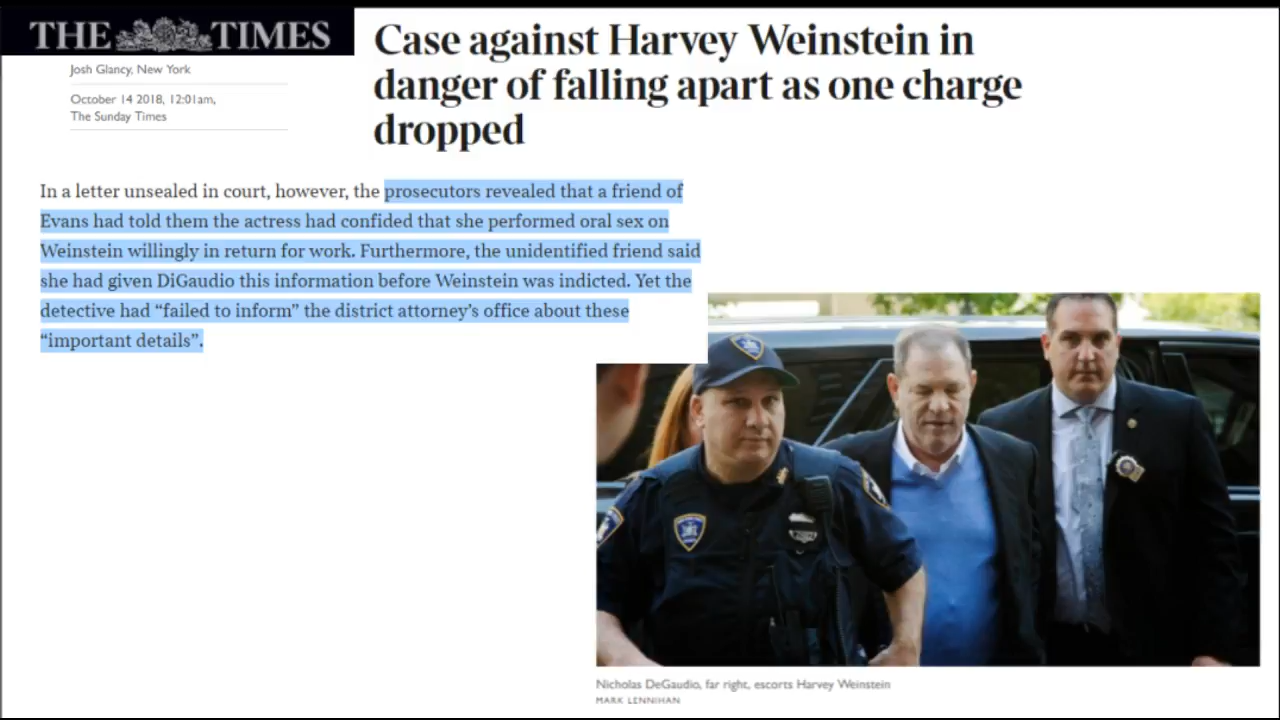 THE TIMES
Josh Glancy, New York
October 14 2018, 12:01am,
The Sunday Times
Case against Harvey Weinstein in
danger of falling apart as one charge
dropped
In a letter unsealed in court, however, the prosecutors revealed that a friend of
Evans had told them the actress had confided that she performed oral sex on
Weinstein willingly in return for work. Furthermore, the unidentified friend said
she had given DiGaudio this information before Weinstein was indicted. Yet the
detective had “failed to inform” the district attorney’s office about these
“important details”.
Nicholas DeGaudio, far right, escorts Harvey Weinstein
MARK LENNIHAN